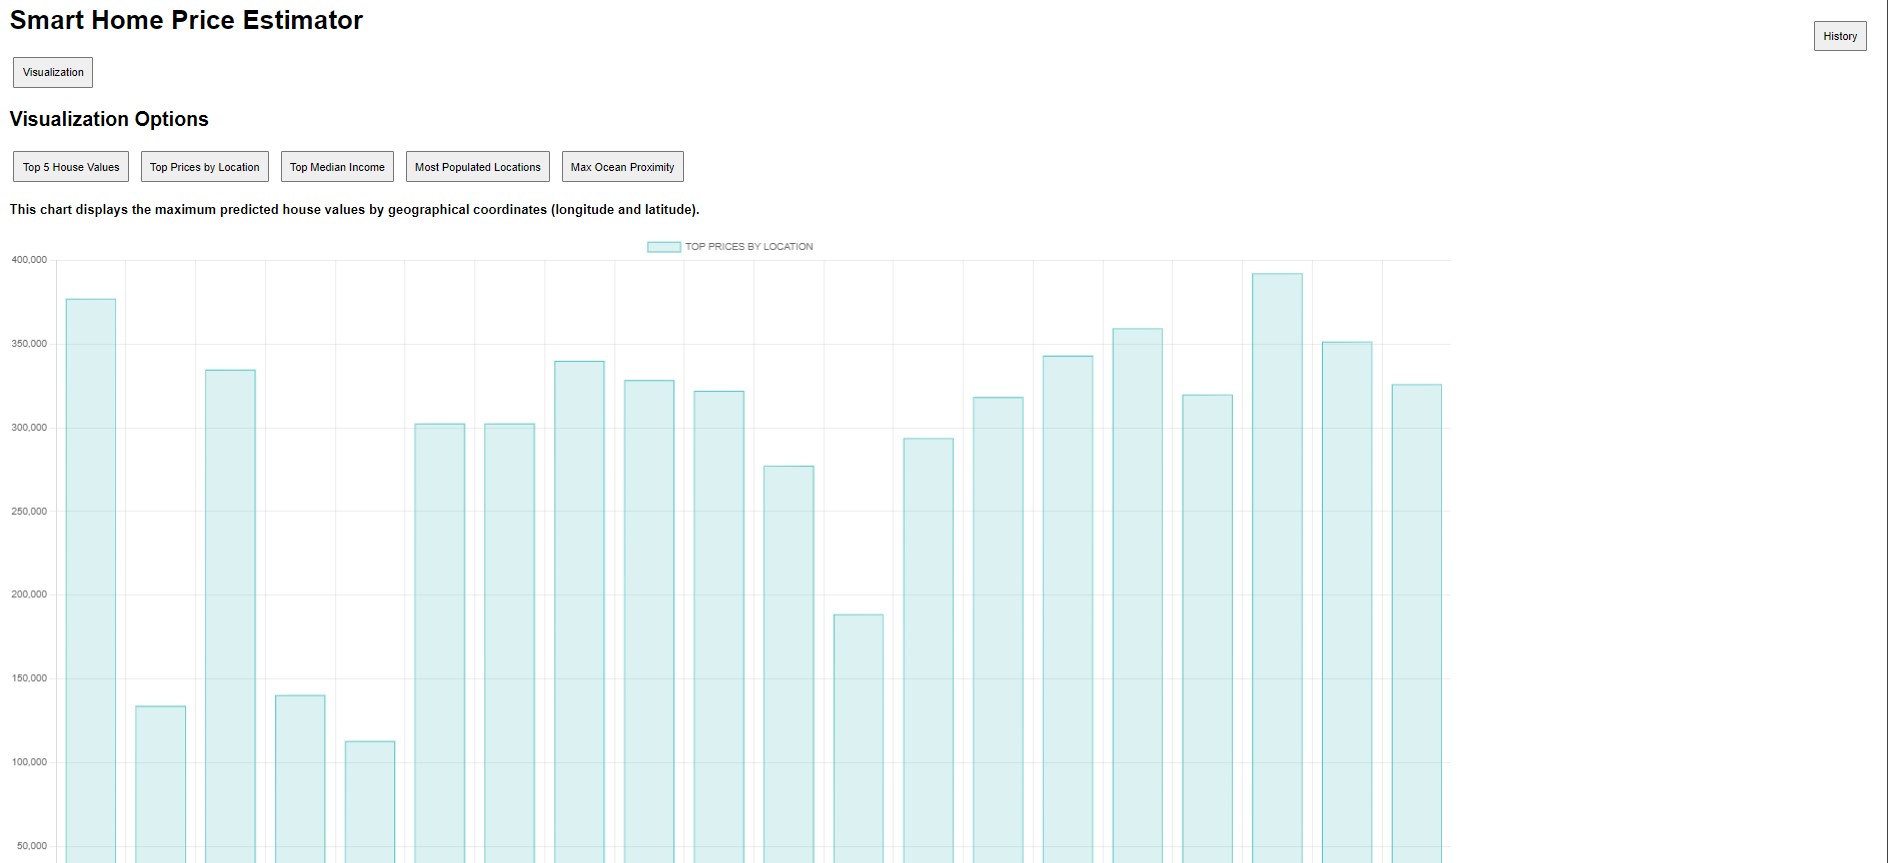 Smart Home Price Estimator
History
Visualization
Visualization Options
Top 5 House Values Top Prices by Location Top Median Income Most Populated Locations Max Ocean Proximity
This chart displays the maximum predicted house values by geographical coordinates (longitude and latitude).
TOP PRICES BY LOCATION
400,000
350,000
300,000
250,000
200,000
150,000
100,000
50,000